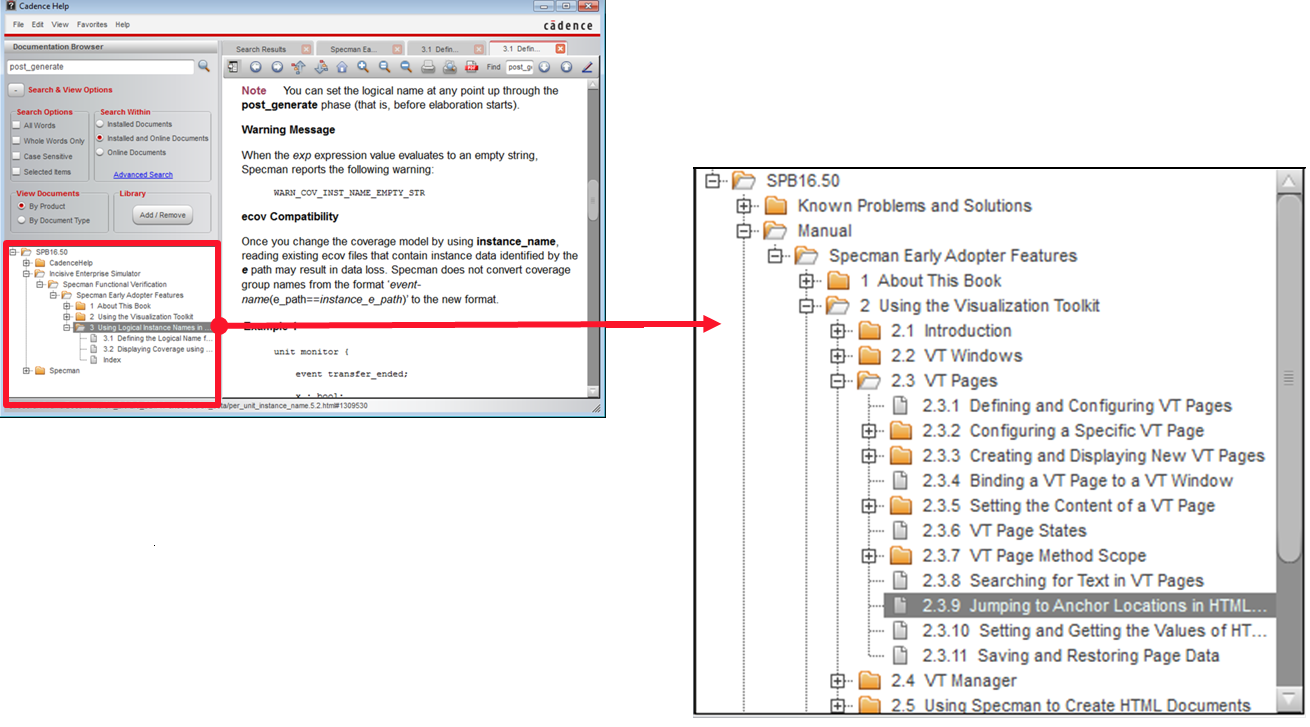 Cadence Help
File Edit View Favorites Help
cādence
Documentation Browser
post_generate
- Search & View Options
Search Options
All Words
Whole Words Only
Case Sensitive
Selected Items
Search Within
Installed Documents
Installed and Online Documents
Online Documents
Advanced Search
View Documents
By Product
By Document Type
Library
Add / Remove
SPB16.50
CadenceHelp
Incisive Enterprise Simulator
Specman Functional Verification
Specman Early Adopter Features
1 About This Book
2 Using the Visualization Toolkit
3 Using Logical Instance Names in ...
3.1 Defining the Logical Name f...
3.2 Displaying Coverage using ...
Index
Specman
Search Results
Specman Ea...
3.1 Defin...
3.1 Defin...
Find post_g
Note You can set the logical name at any point up through the
post_generate phase (that is, before elaboration starts).
Warning Message
When the exp expression value evaluates to an empty string,
Specman reports the following warning:
WARN_COV_INST_NAME_EMPTY_STR
ecov Compatibility
Once you change the coverage model by using instance_name,
reading existing ecov files that contain instance data identified by the
e path may result in data loss. Specman does not convert coverage
group names from the format 'event-
name(e_path==instance_e_path)' to the new format.
unit monitor {
event transfer_ended;
x : bool;
/per_unit_instance_name.5.2.html#1309530
SPB16.50
Known Problems and Solutions
Manual
Specman Early Adopter Features
1 About This Book
2 Using the Visualization Toolkit
2.1 Introduction
2.2 VT Windows
2.3 VT Pages
2.3.1 Defining and Configuring VT Pages
2.3.2 Configuring a Specific VT Page
2.3.3 Creating and Displaying New VT Pages
2.3.4 Binding a VT Page to a VT Window
2.3.5 Setting the Content of a VT Page
2.3.6 VT Page States
2.3.7 VT Page Method Scope
2.3.8 Searching for Text in VT Pages
2.3.9 Jumping to Anchor Locations in HTML...
2.3.10 Setting and Getting the Values of HT...
2.3.11 Saving and Restoring Page Data
2.4 VT Manager
2.5 Using Specman to Create HTML Documents